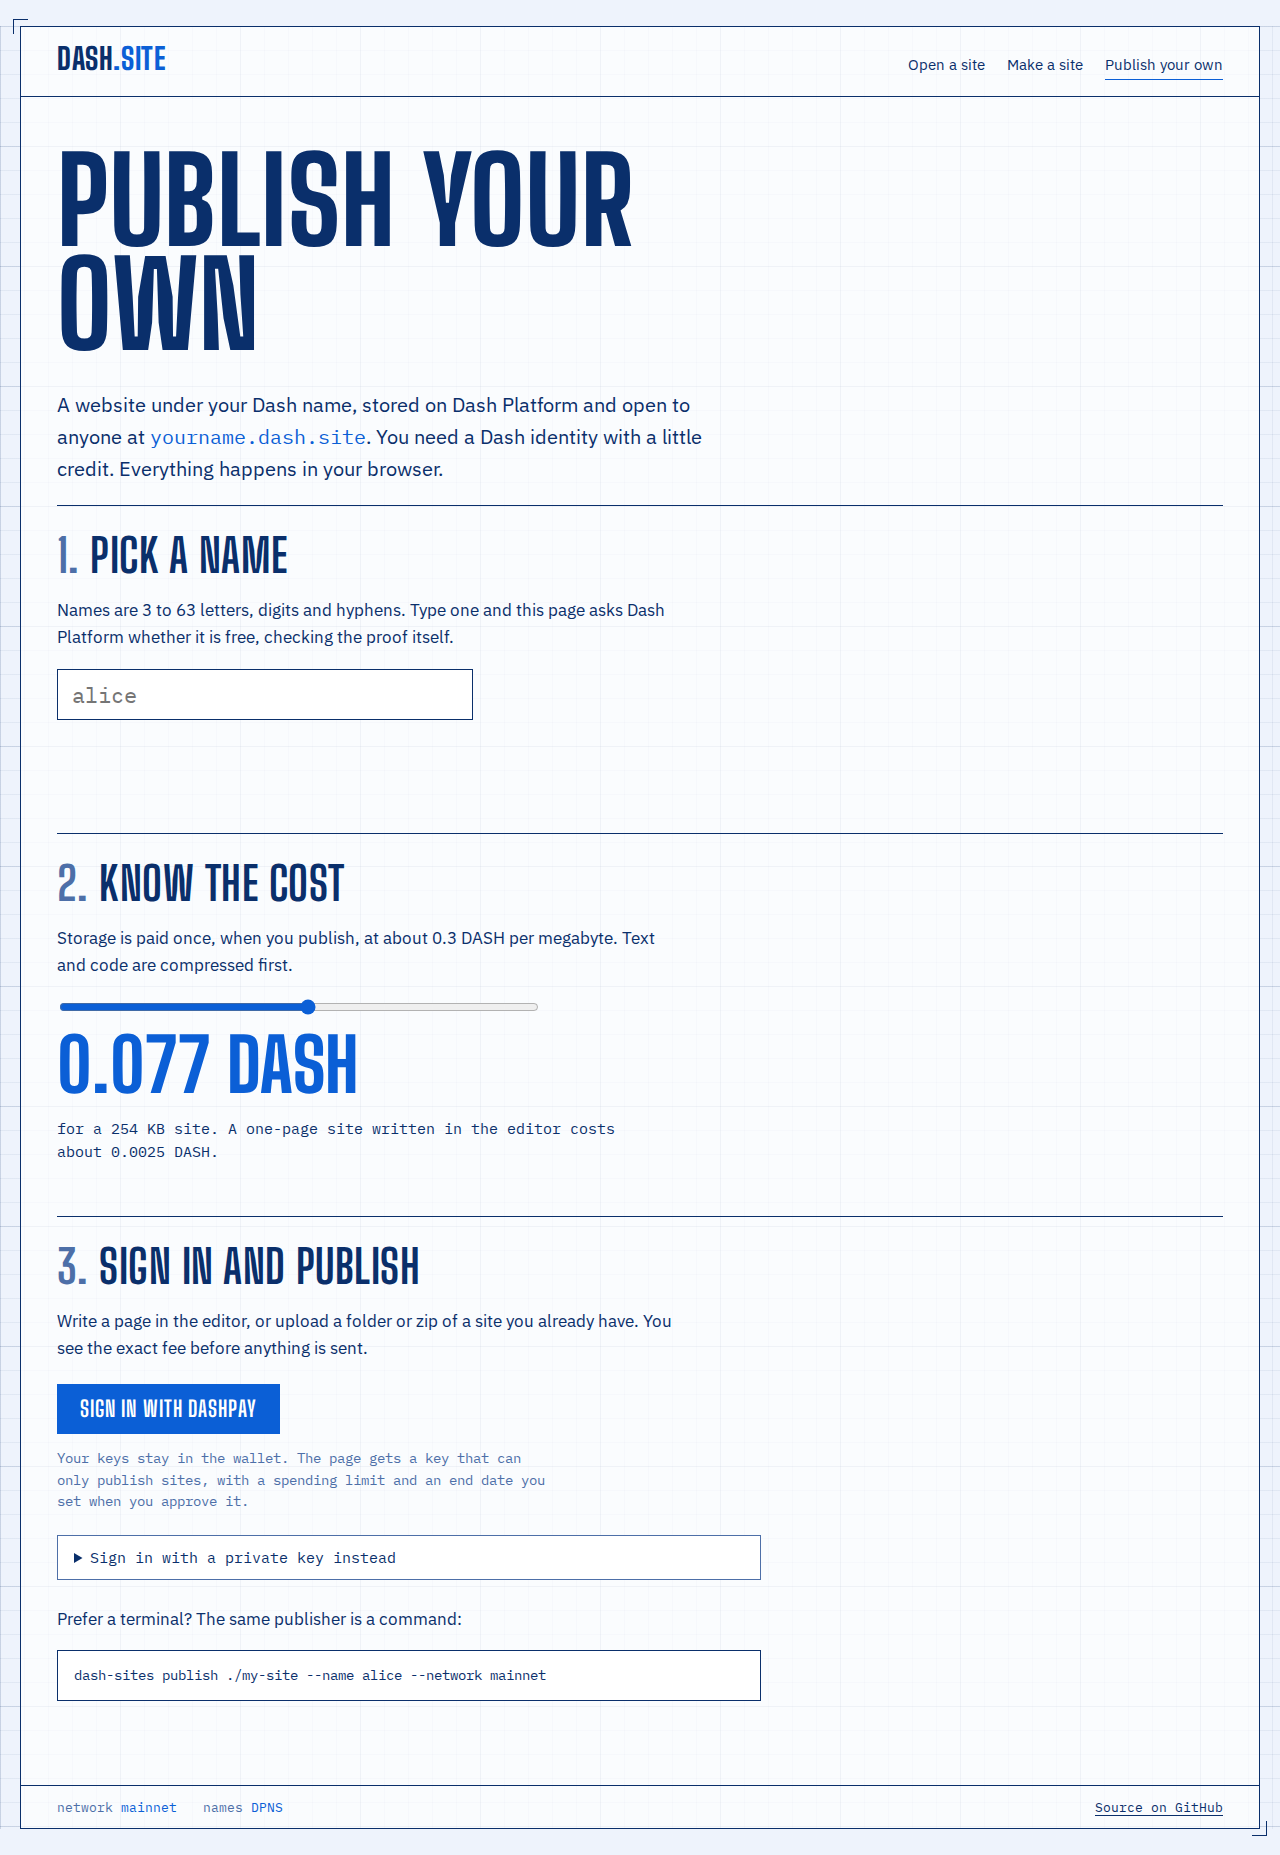 DASH.SITE
Open a site Make a site Publish your own
PUBLISH YOUR
OWN
A website under your Dash name, stored on Dash Platform and open to
anyone at yourname.dash.site. You need a Dash identity with a little
credit. Everything happens in your browser.
1. PICK A NAME
Names are 3 to 63 letters, digits and hyphens. Type one and this page asks Dash
Platform whether it is free, checking the proof itself.
alice
2. KNOW THE COST
Storage is paid once, when you publish, at about 0.3 DASH per megabyte. Text
and code are compressed first.
0.077 DASH
for a 254 KB site. A one-page site written in the editor costs
about 0.0025 DASH.
3. SIGN IN AND PUBLISH
Write a page in the editor, or upload a folder or zip of a site you already have. You
see the exact fee before anything is sent.
SIGN IN WITH DASHPAY
Your keys stay in the wallet. The page gets a key that can
only publish sites, with a spending limit and an end date you
set when you approve it.
Sign in with a private key instead
Prefer a terminal? The same publisher is a command:
dash-sites publish ./my-site --name alice --network mainnet
network mainnet names DPNS Source on GitHub